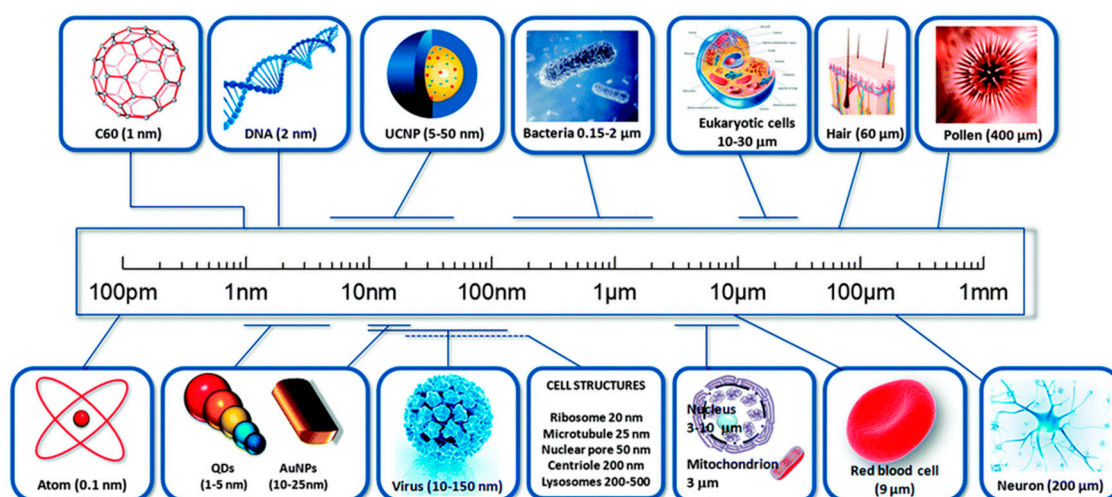 C60 (1 nm)
DNA (2 nm)
UCNP (5-50 nm)
Bacteria 0.15-2 μm
Eukaryotic cells
10-30 μm
Hair (60 μm)
Pollen (400 μm)
100pm 1nm 10nm 100nm 1μm 10μm 100μm 1mm
Atom (0.1 nm)
QDs
(1-5 nm)
AuNPs
(10-25nm)
Virus (10-150 nm)
CELL STRUCTURES
Ribosome 20 nm
Microtubule 25 nm
Nuclear pore 50 nm
Centriole 200 nm
Lysosomes 200-500
Nucleus
3-10 μm
Mitochondrion
3 μm
Red blood cell
(9 μm)
Neuron (200 μm)